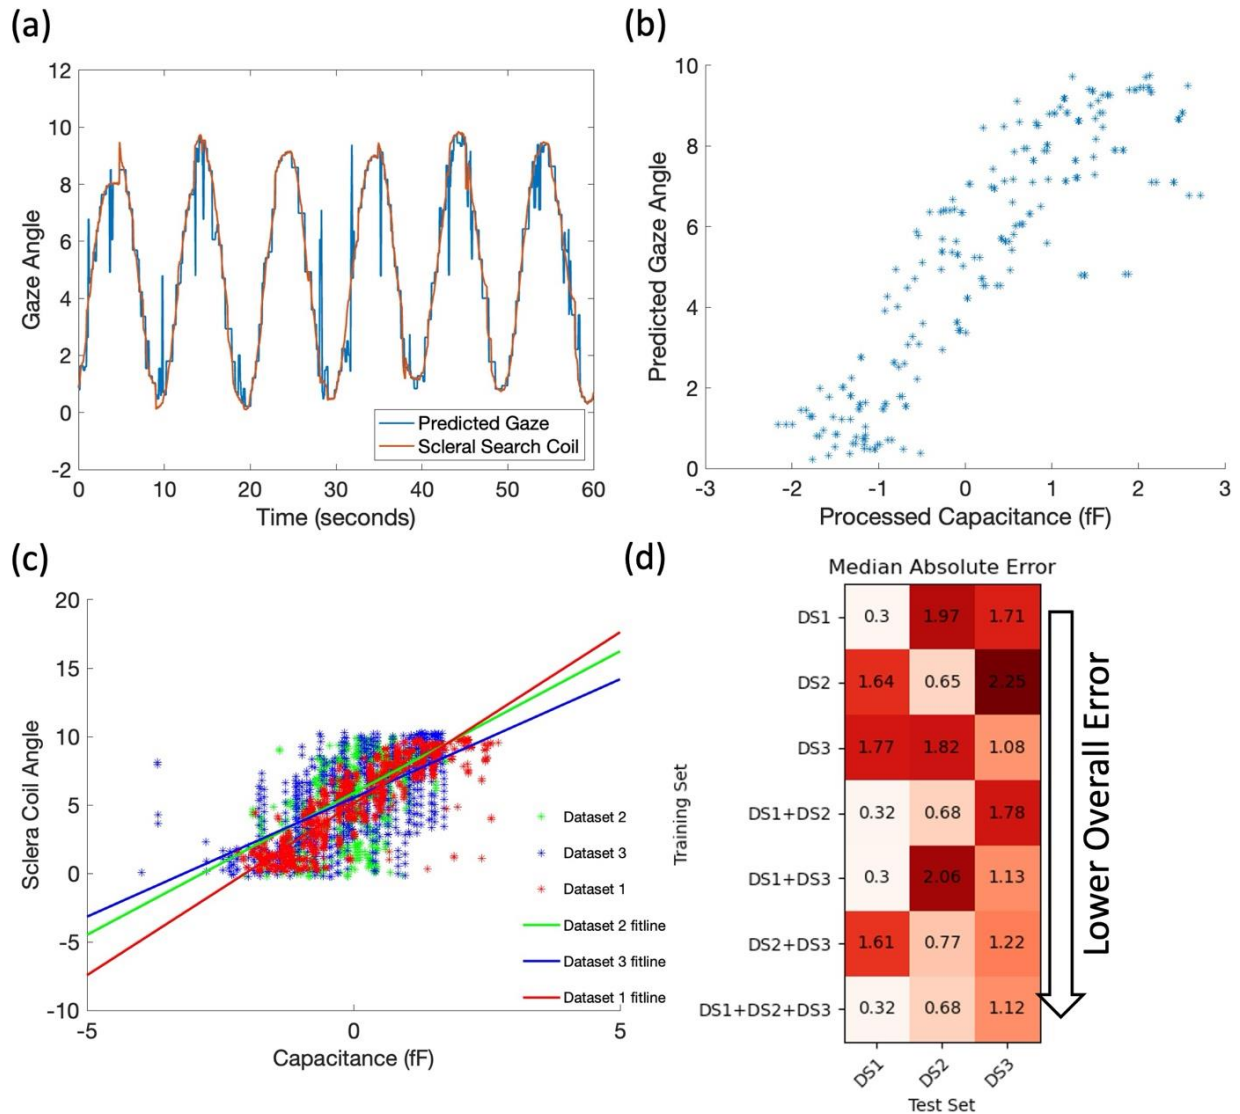 (a)
12
10
8
6
4
2
0
-2
Gaze Angle
0 10 20 30 40 50 60
Time (seconds)
Predicted Gaze
Scleral Search Coil
(b)
10
8
6
4
2
0
Predicted Gaze Angle
-3 -2 -1 0 1 2 3
Processed Capacitance (fF)
(c)
20
15
10
5
0
-5
-10
Sclera Coil Angle
-5 0 5
Capacitance (fF)
Dataset 2
Dataset 3
Dataset 1
Dataset 2 fitline
Dataset 3 fitline
Dataset 1 fitline
(d)
Median Absolute Error
Training Set
DS1 0.3 1.97 1.71
DS2 1.64 0.65 2.25
DS3 1.77 1.82 1.08
DS1+DS2 0.32 0.68 1.78
DS1+DS3 0.3 2.06 1.13
DS2+DS3 1.61 0.77 1.22
DS1+DS2+DS3 0.32 0.68 1.12
DS1 DS2 DS3
Test Set
Lower Overall Error